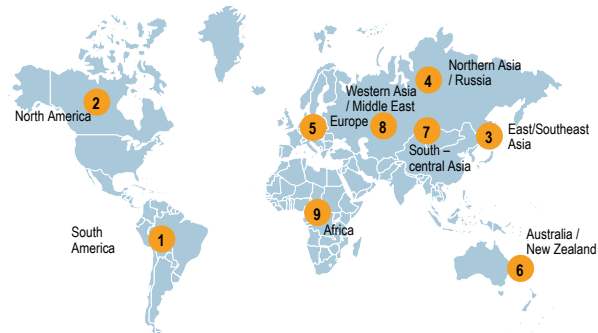 2
North America
1
South
America
5
Europe
9
Africa
Western Asia
/ Middle East
8
4
Northern Asia
/ Russia
7
South –
central Asia
3
East/Southeast
Asia
6
Australia /
New Zealand